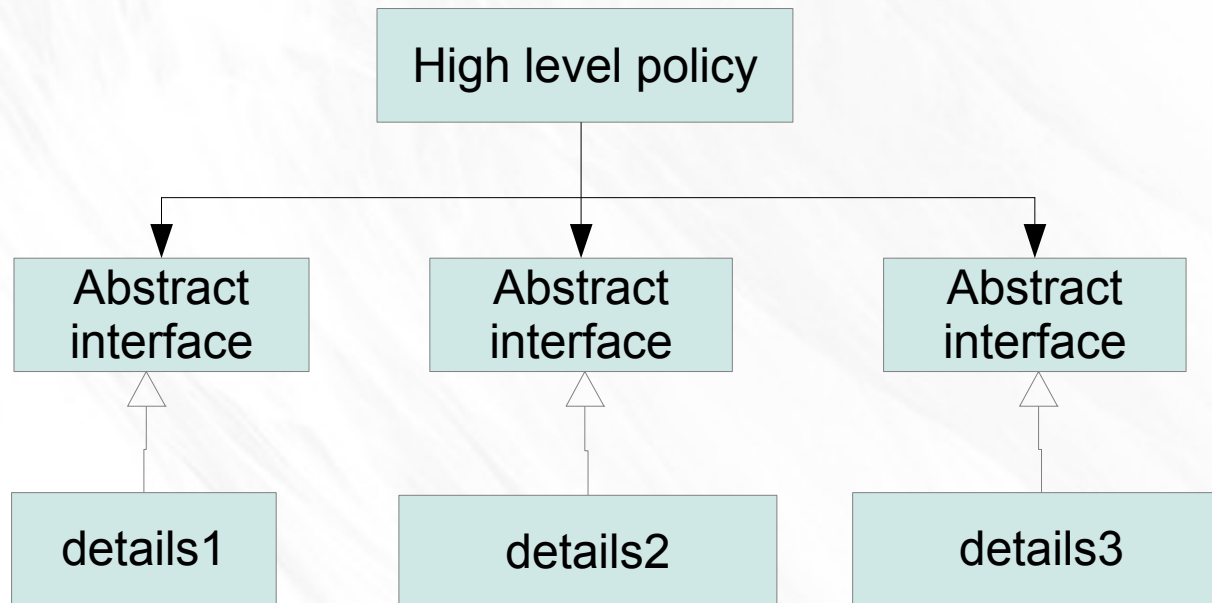 High level policy
Abstract
interface
Abstract
interface
Abstract
interface
details1
details2
details3